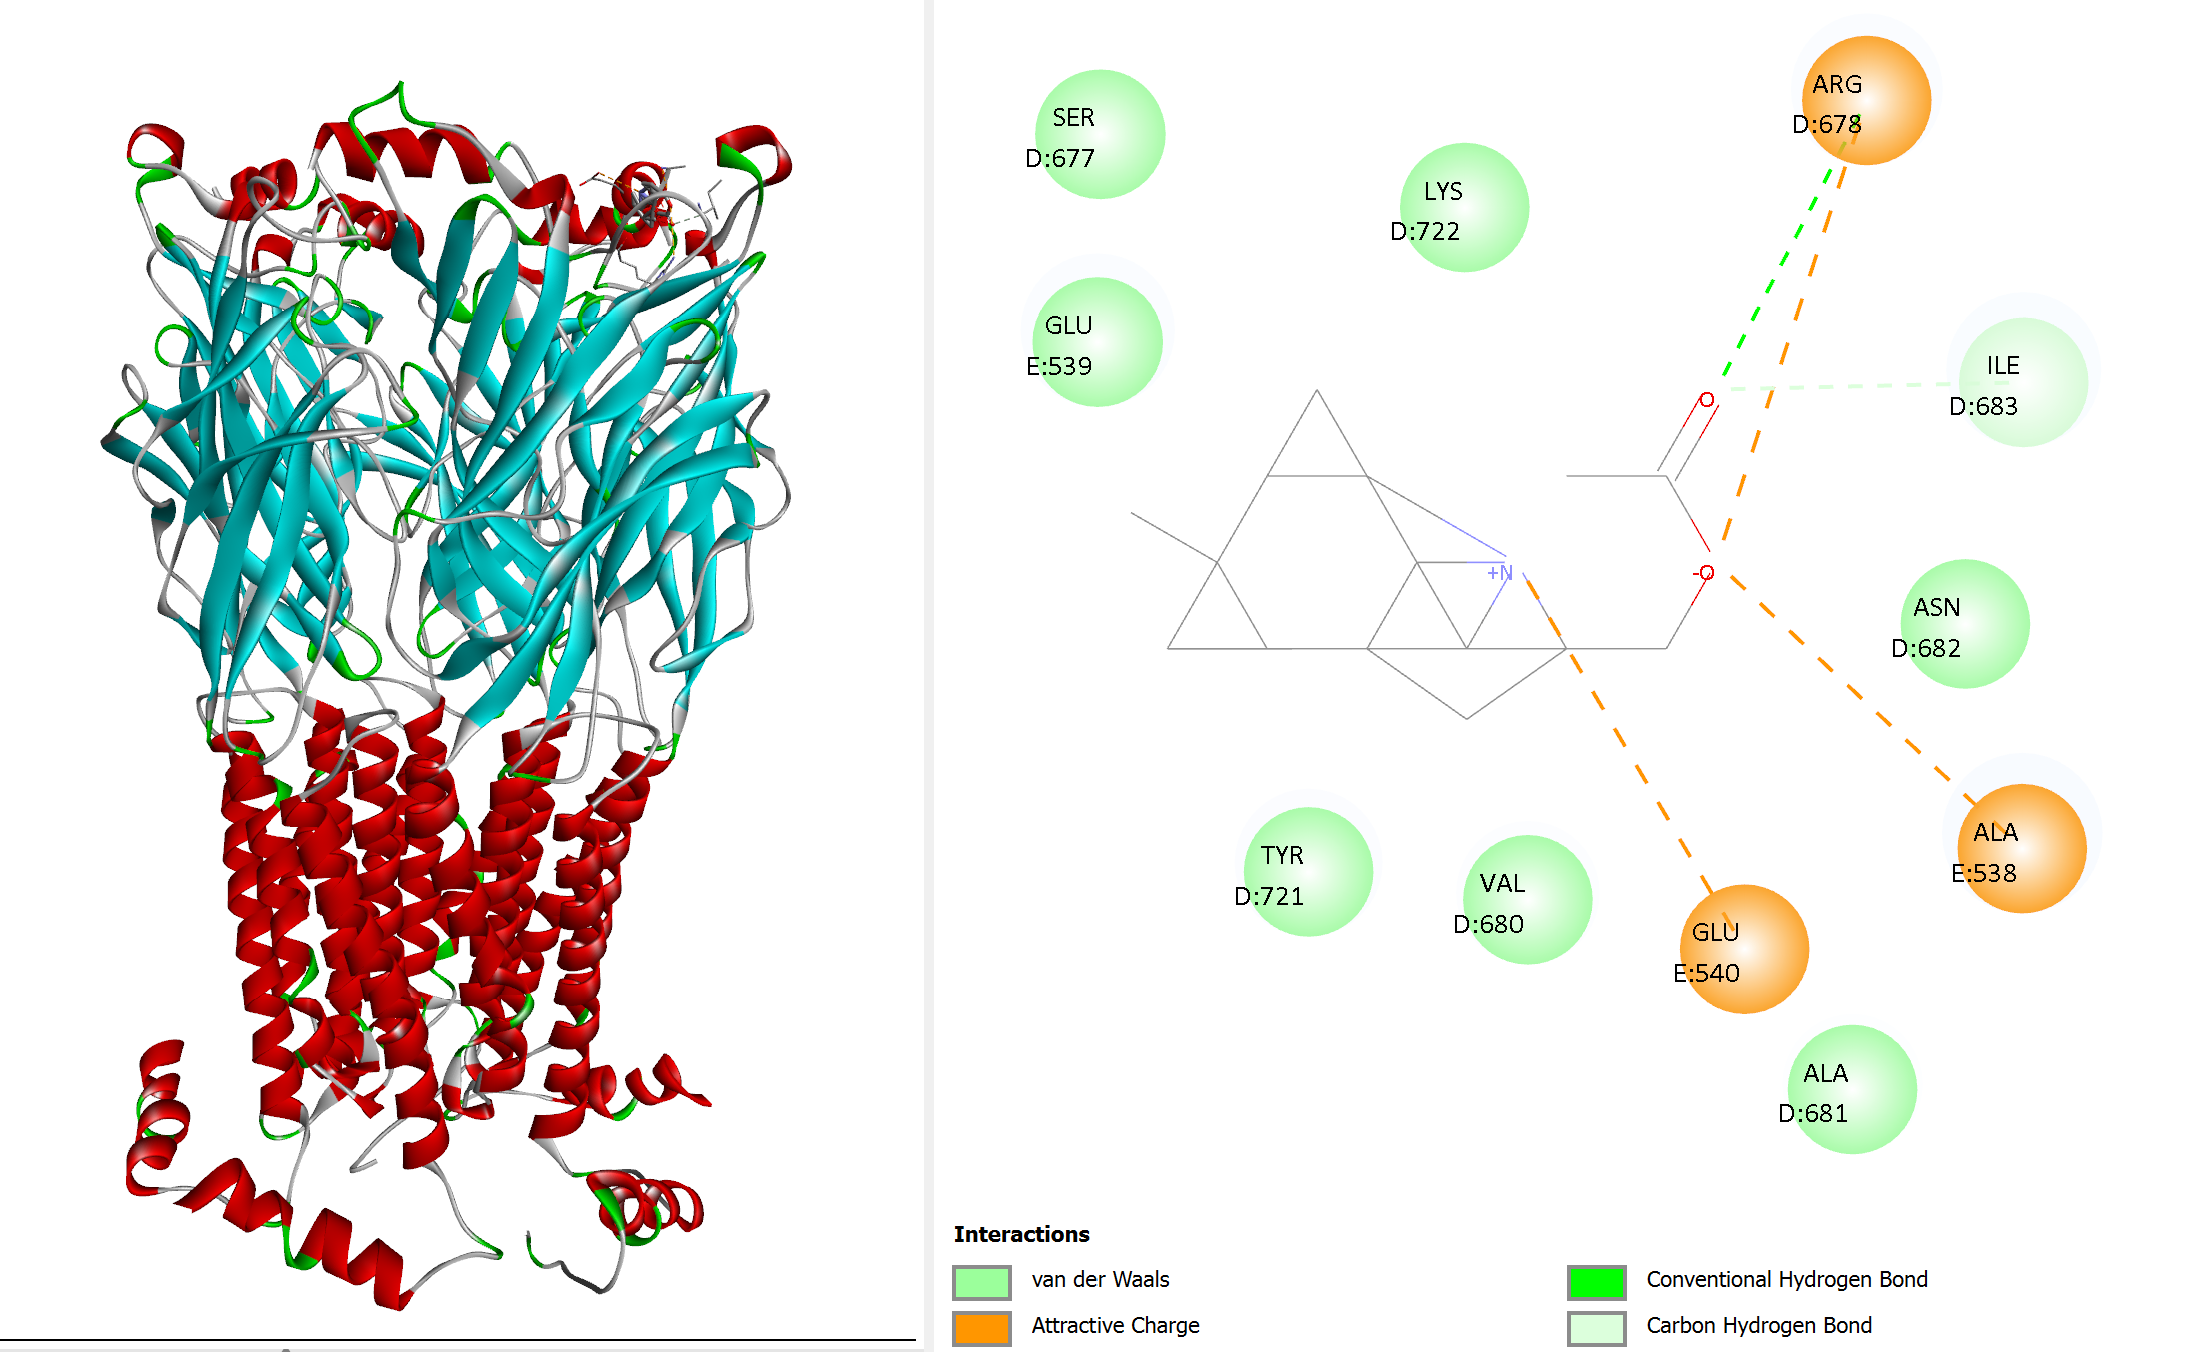 ARG
D:678
SER
D:677
LYS
D:722
GLU
E:539
ILE
D:683
O
+N
-O
ASN
D:682
ALA
E:538
TYR
D:721
VAL
D:680
GLU
E:540
ALA
D:681
Interactions
van der Waals
Attractive Charge
Conventional Hydrogen Bond
Carbon Hydrogen Bond